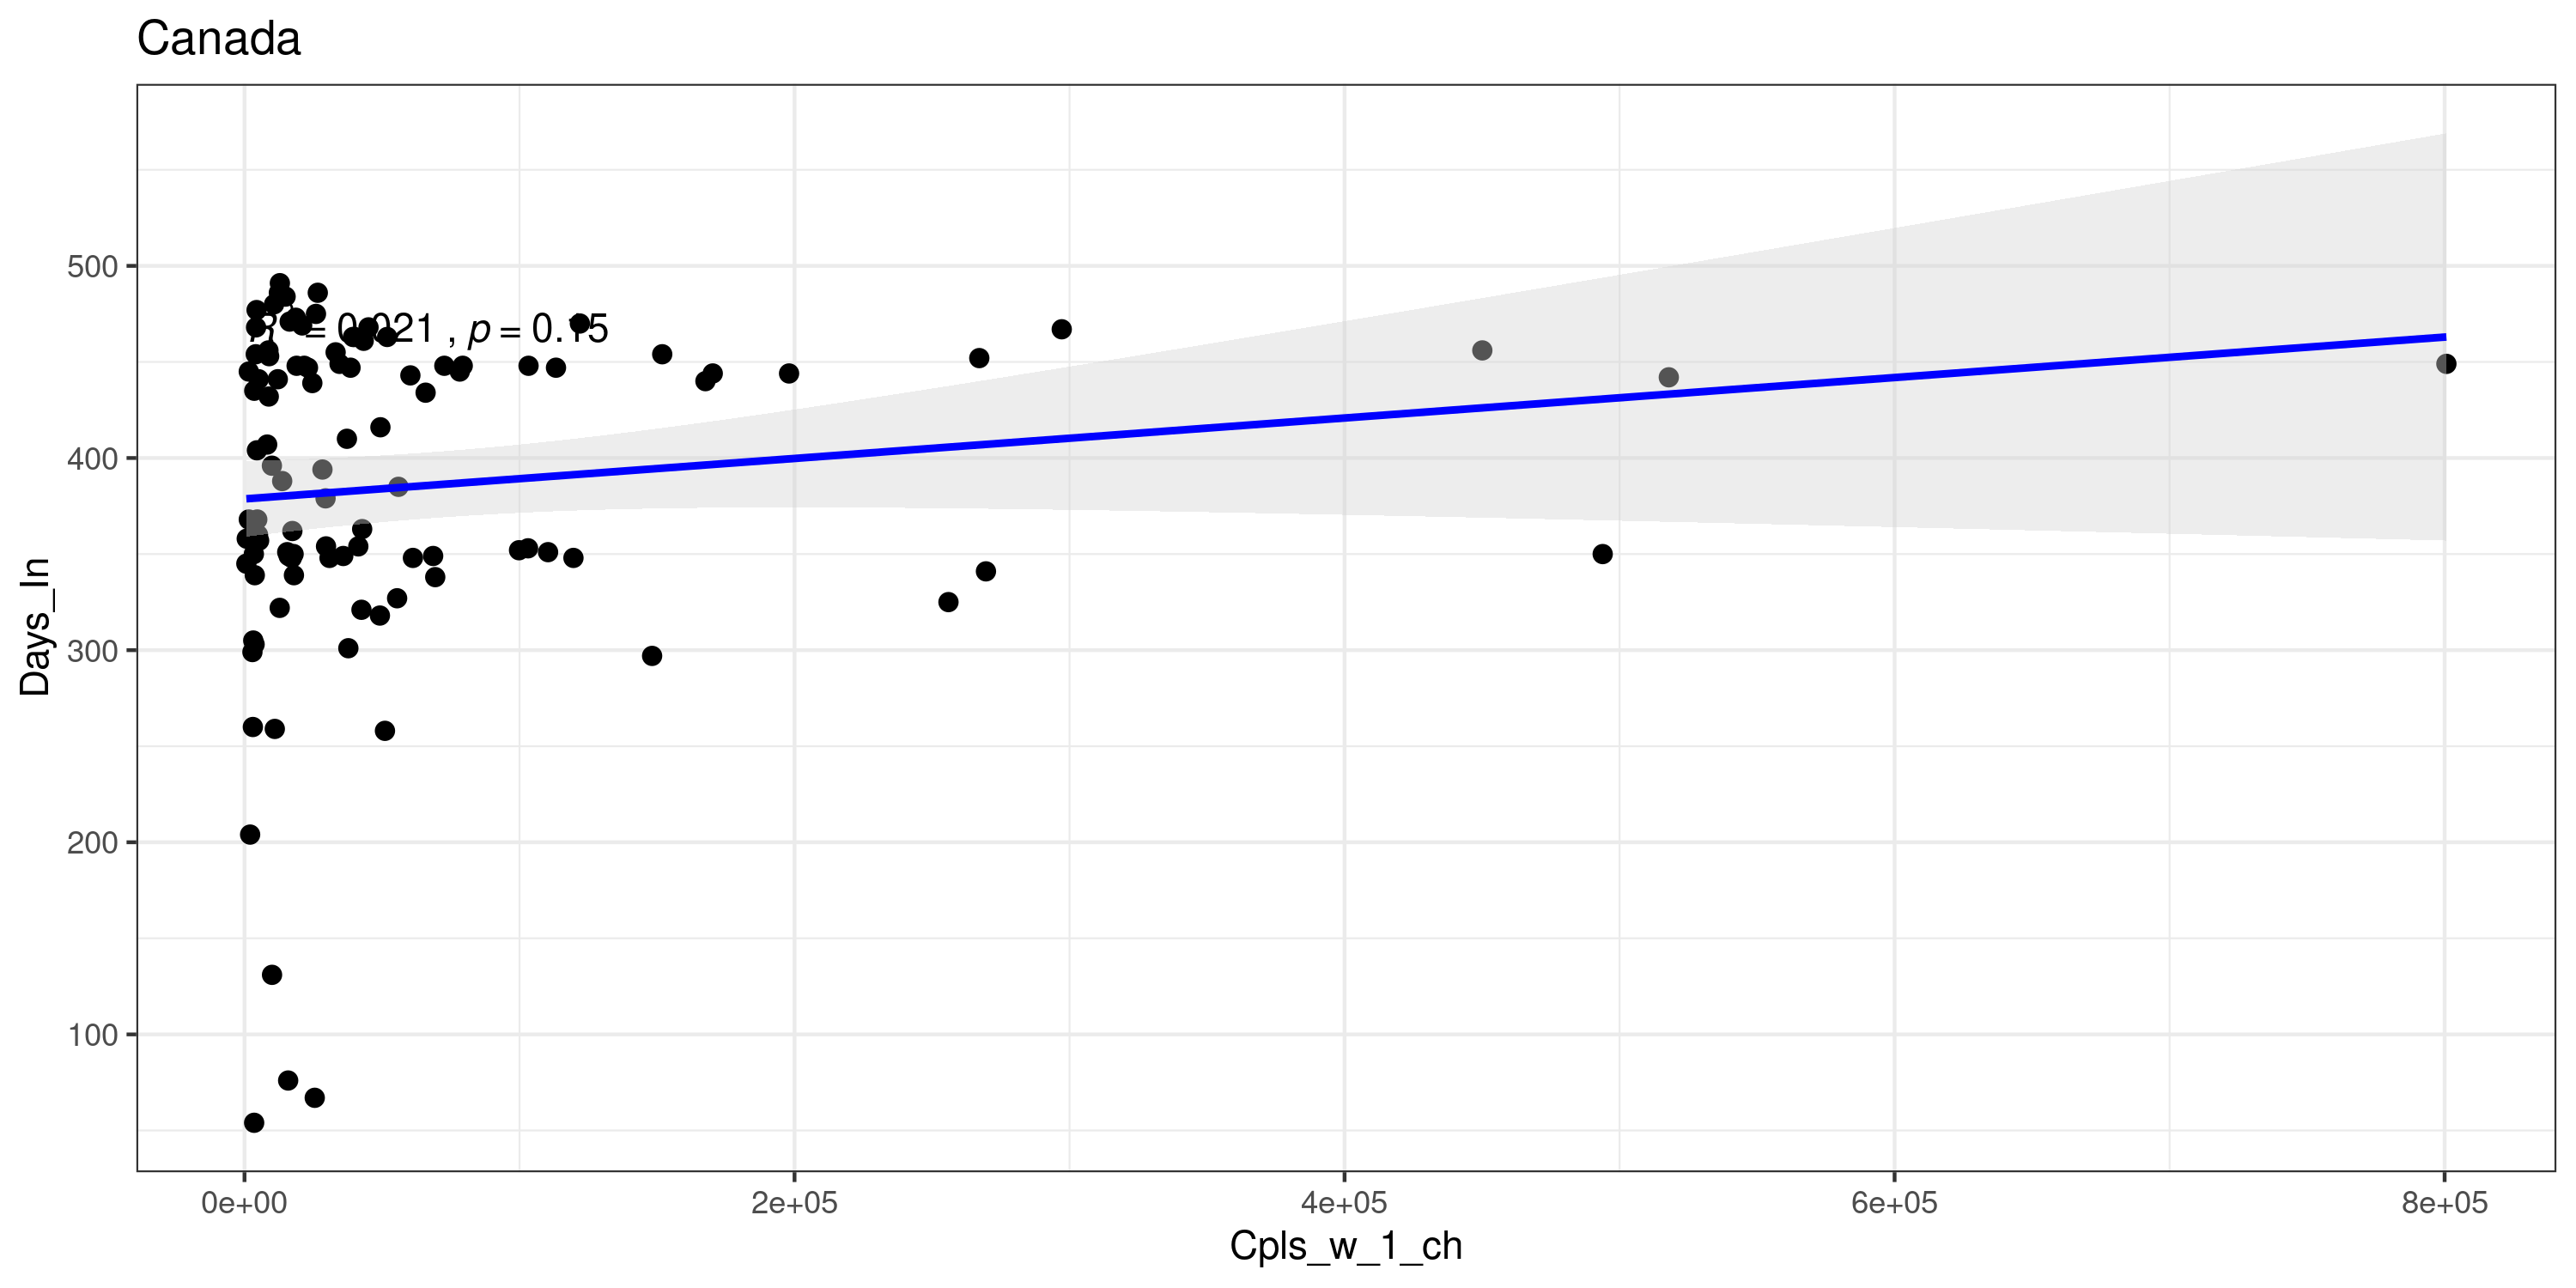 Canada
R² = 0.021 , p = 0.15
Days_In
500
400
300
200
100
0e+00 2e+05 4e+05 6e+05 8e+05
Cpls_w_1_ch